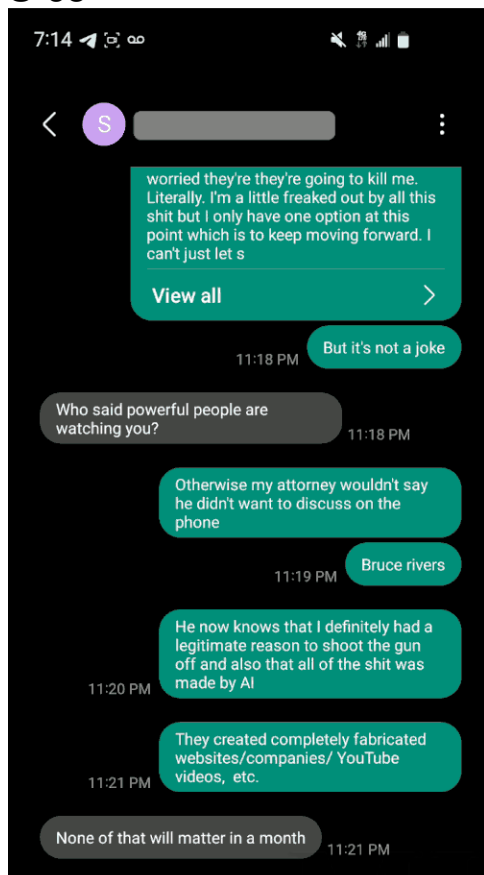 7:14
S
worried they're they're going to kill me.
Literally. I'm a little freaked out by all this
shit but I only have one option at this
point which is to keep moving forward. I
can't just let s
View all
But it's not a joke
11:18 PM
Who said powerful people are
watching you?
11:18 PM
Otherwise my attorney wouldn't say
he didn't want to discuss on the
phone
Bruce rivers
11:19 PM
He now knows that I definitely had a
legitimate reason to shoot the gun
off and also that all of the shit was
made by AI
11:20 PM
They created completely fabricated
websites/companies/ YouTube
videos, etc.
11:21 PM
None of that will matter in a month
11:21 PM